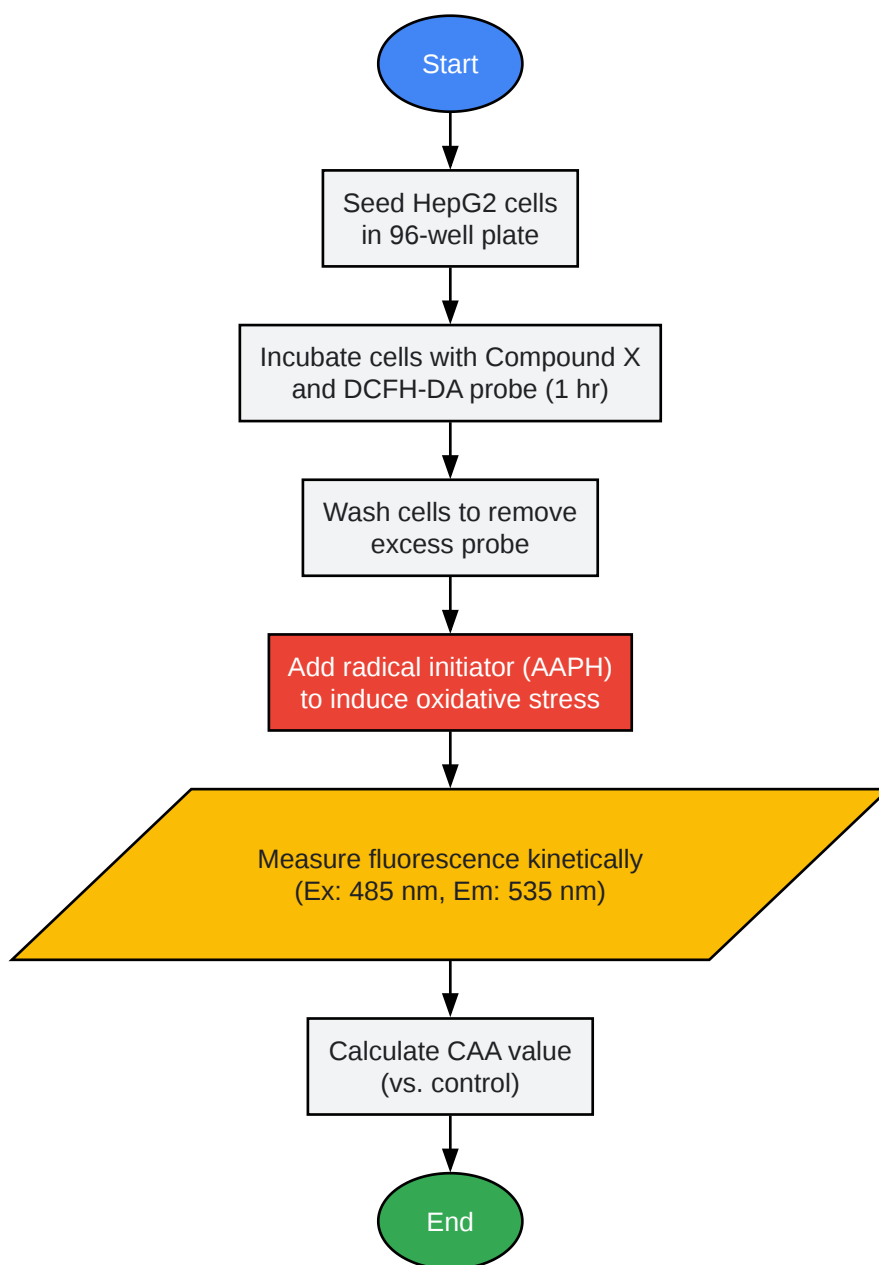 Start
Seed HepG2 cells
in 96-well plate
Incubate cells with Compound X
and DCFH-DA probe (1 hr)
Wash cells to remove
excess probe
Add radical initiator (AAPH)
to induce oxidative stress
Measure fluorescence kinetically
(Ex: 485 nm, Em: 535 nm)
Calculate CAA value
(vs. control)
End